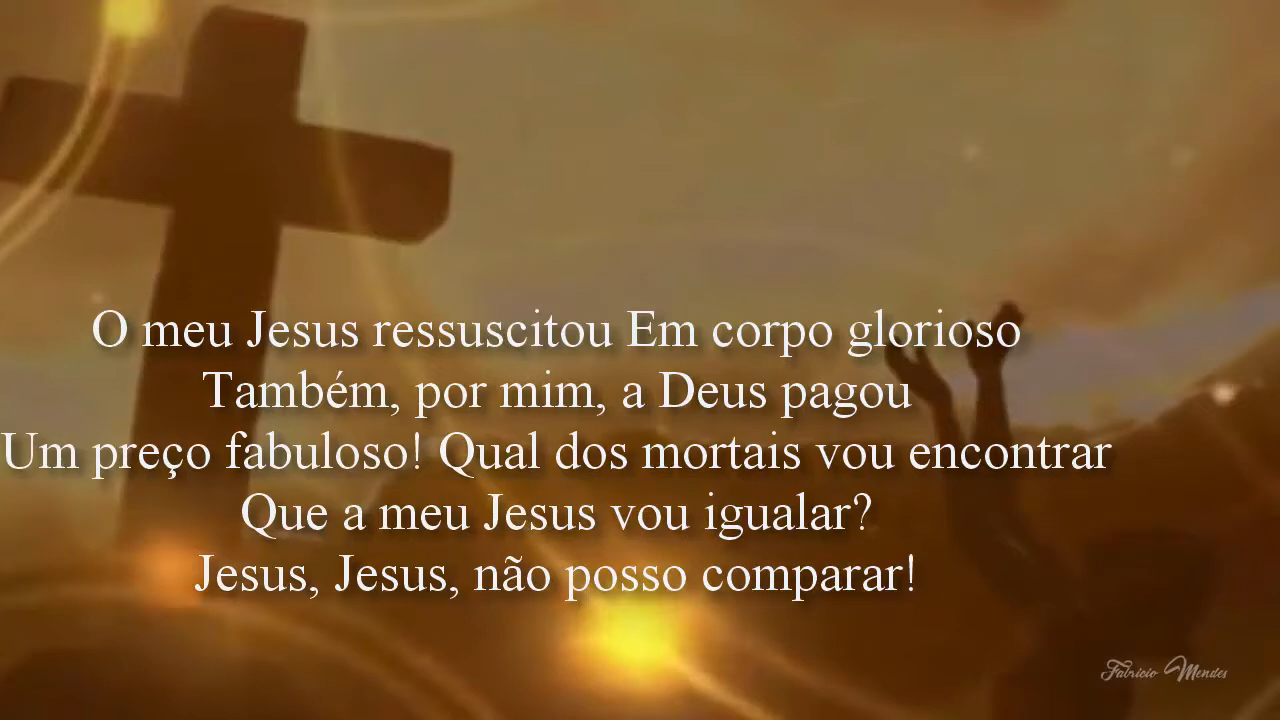 O meu Jesus ressuscitou Em corpo glorioso
Também, por mim, a Deus pagou
Um preço fabuloso! Qual dos mortais vou encontrar
Que a meu Jesus vou igualar?
Jesus, Jesus, não posso comparar!
Fabricio Mendes